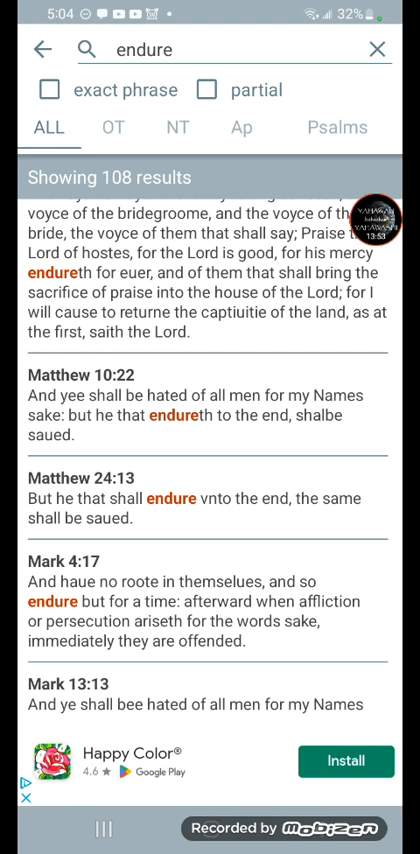 5:04 32%
endure
exact phrase partial
ALL OT NT Ap Psalms
Showing 108 results
voyce of the bridegroome, and the voyce of th
bride, the voyce of them that shall say; Praise t
Lord of hostes, for the Lord is good, for his mercy
endureth for euer, and of them that shall bring the
sacrifice of praise into the house of the Lord; for I
will cause to returne the captiuitie of the land, as at
the first, saith the Lord.
YAHAWAH
YAHAWASHI
13:53
Matthew 10:22
And yee shall be hated of all men for my Names
sake: but he that endureth to the end, shalbe
saued.
Matthew 24:13
But he that shall endure vnto the end, the same
shall be saued.
Mark 4:17
And haue no roote in themselues, and so
endure but for a time: afterward when affliction
or persecution ariseth for the words sake,
immediately they are offended.
Mark 13:13
And ye shall bee hated of all men for my Names
Happy Color®
4.6 ★ Google Play
Install
Recorded by mobizen